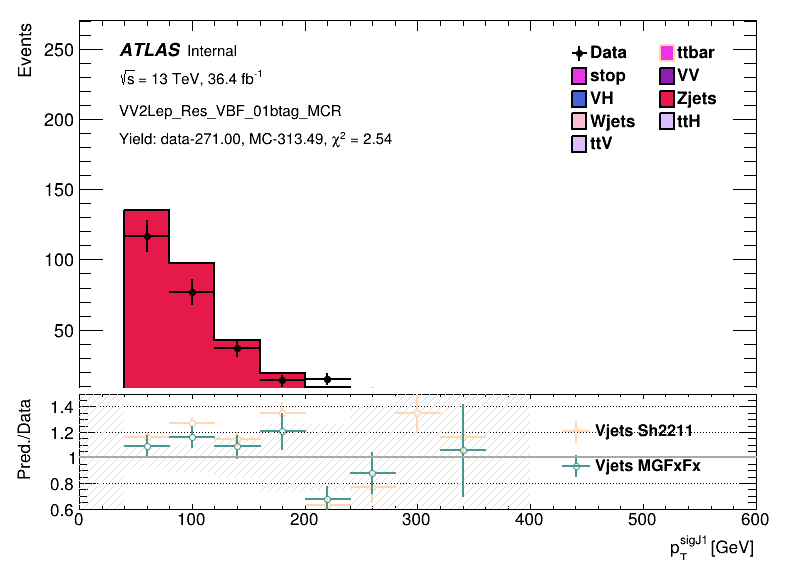 Events
250
200
150
100
50
ATLAS Internal
√s = 13 TeV, 36.4 fb⁻¹
VV2Lep_Res_VBF_01btag_MCR
Yield: data-271.00, MC-313.49, χ² = 2.54
Data ttbar
stop VV
VH Zjets
Wjets ttH
ttV
Pred./Data
1.4
1.2
1
0.8
0.6
Vjets Sh2211
Vjets MGFxFx
0 100 200 300 400 500 600
p_T^sigJ1 [GeV]